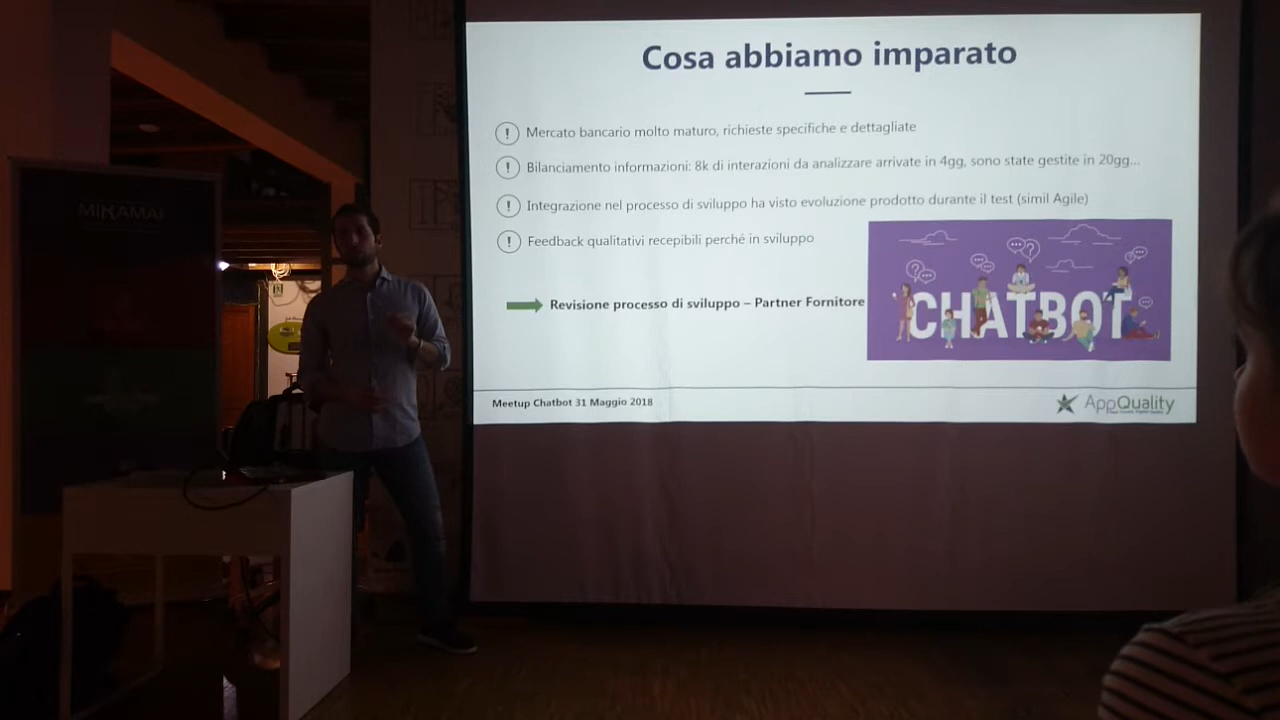 Cosa abbiamo imparato
! Mercato bancario molto maturo, richieste specifiche e dettagliate
! Bilanciamento informazioni: 8k di interazioni da analizzare arrivate in 4gg, sono state gestite in 20gg...
! Integrazione nel processo di sviluppo ha visto evoluzione prodotto durante il test (simil Agile)
! Feedback qualitativi recepibili perché in sviluppo
Revisione processo di sviluppo – Partner Fornitore
CHATBOT
Meetup Chatbot 31 Maggio 2018
AppQuality
MIKAMAI